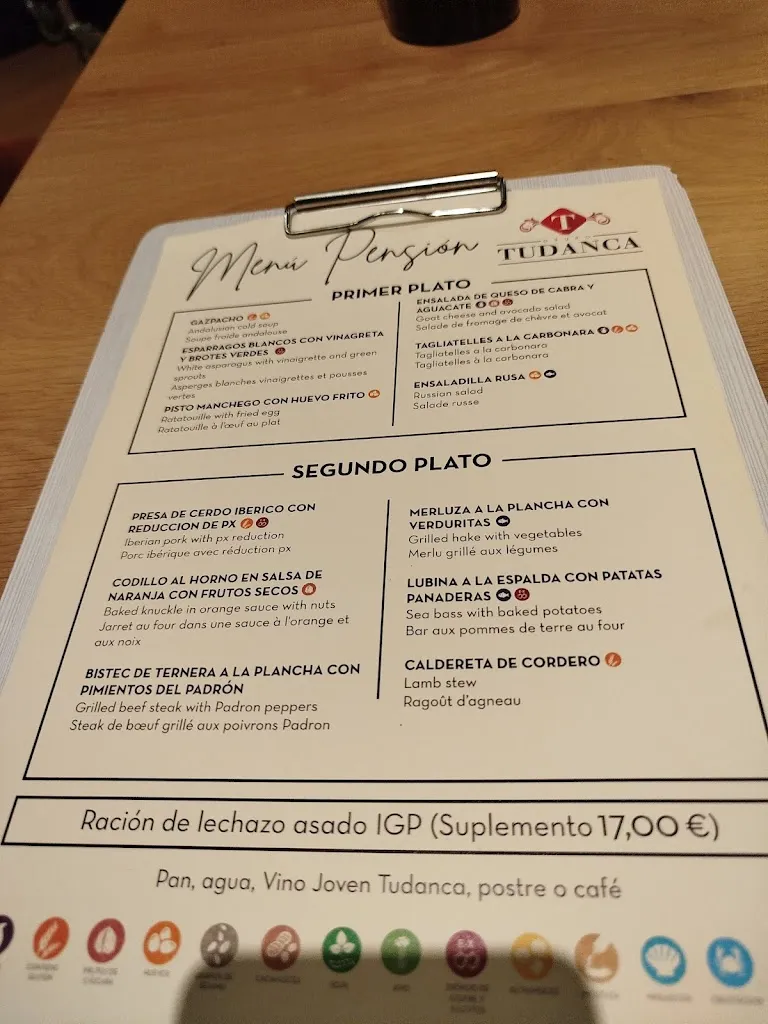 Menú Pensión
T
TUDANCA
PRIMER PLATO
GAZPACHO
Andalusian cold soup
Soupe froide andalouse
ESPARRAGOS BLANCOS CON VINAGRETA
Y BROTES VERDES
White asparagus with vinaigrette and green
sprouts
Asperges blanches vinaigrettes et pousses
vertes
PISTO MANCHEGO CON HUEVO FRITO
Ratatouille with fried egg
Ratatouille à l'œuf au plat
ENSALADA DE QUESO DE CABRA Y
AGUACATE
Goat cheese and avocado salad
Salade de fromage de chèvre et avocat
TAGLIATELLES A LA CARBONARA
Tagliatelles a la carbonara
Tagliatelles à la carbonara
ENSALADILLA RUSA
Russian salad
Salade russe
SEGUNDO PLATO
PRESA DE CERDO IBERICO CON
REDUCCION DE PX
Iberian pork with px reduction
Porc ibérique avec réduction px
CODILLO AL HORNO EN SALSA DE
NARANJA CON FRUTOS SECOS
Baked knuckle in orange sauce with nuts
Jarret au four dans une sauce à l'orange et
aux noix
BISTEC DE TERNERA A LA PLANCHA CON
PIMIENTOS DEL PADRÓN
Grilled beef steak with Padron peppers
Steak de bœuf grillé aux poivrons Padron
MERLUZA A LA PLANCHA CON
VERDURITAS
Grilled hake with vegetables
Merlu grillé aux légumes
LUBINA A LA ESPALDA CON PATATAS
PANADERAS
Sea bass with baked potatoes
Bar aux pommes de terre au four
CALDERETA DE CORDERO
Lamb stew
Ragoût d'agneau
Ración de lechazo asado IGP (Suplemento 17,00 €)
Pan, agua, Vino Joven Tudanca, postre o café